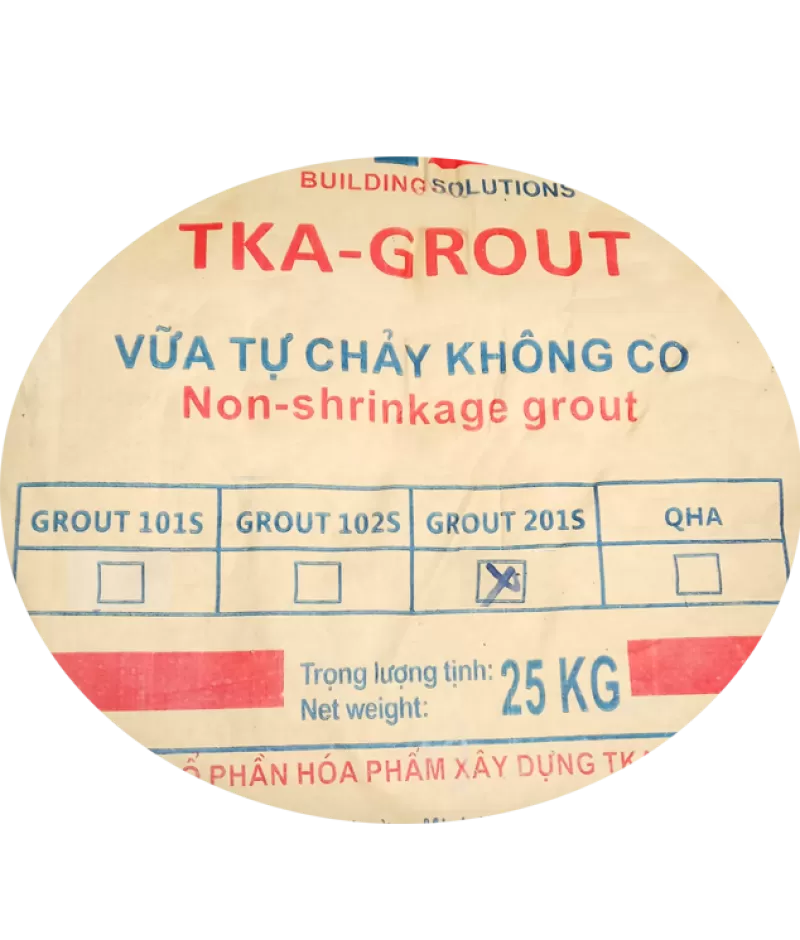 BUILDING SOLUTIONS
TKA-GROUT
VỮA TỰ CHẢY KHÔNG CO
Non-shrinkage grout
GROUT 101S GROUT 102S GROUT 201S QHA
Trọng lượng tịnh: 25 KG
Net weight:
PHẦN HÓA PHẨM XÂY DỰNG